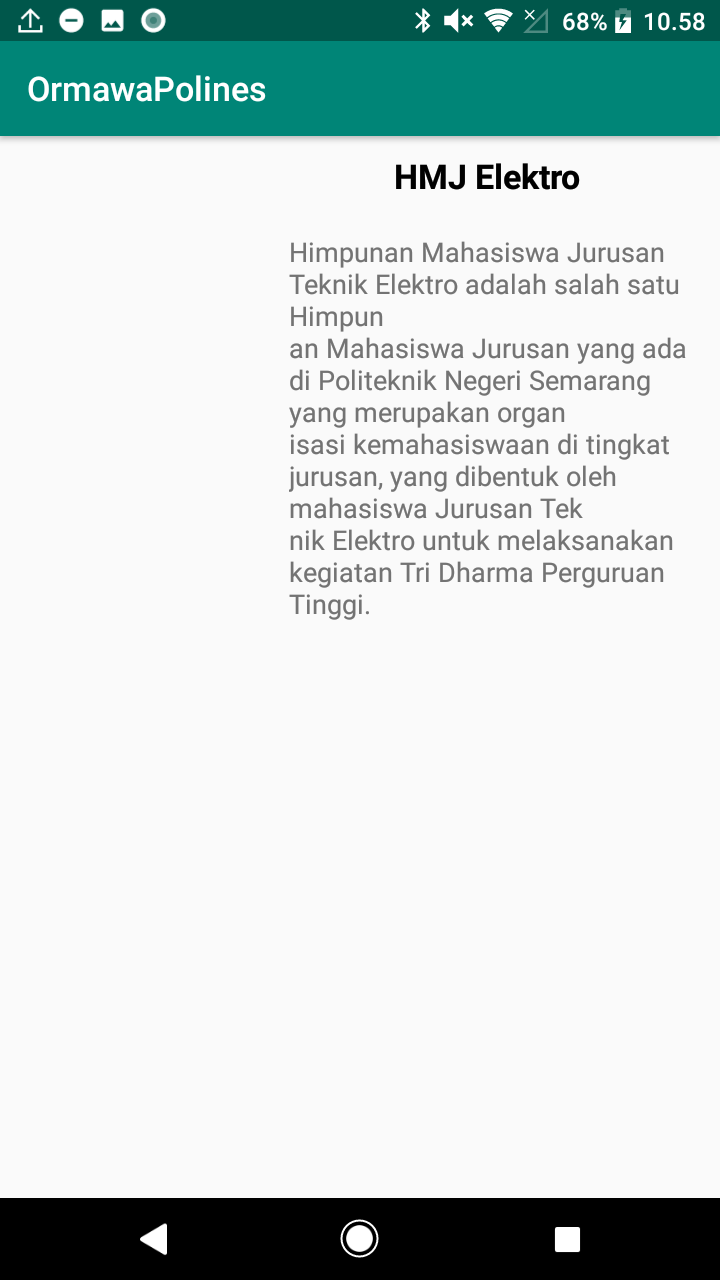 68% 10.58
OrmawaPolines
HMJ Elektro
Himpunan Mahasiswa Jurusan
Teknik Elektro adalah salah satu
Himpun
an Mahasiswa Jurusan yang ada
di Politeknik Negeri Semarang
yang merupakan organ
isasi kemahasiswaan di tingkat
jurusan, yang dibentuk oleh
mahasiswa Jurusan Tek
nik Elektro untuk melaksanakan
kegiatan Tri Dharma Perguruan
Tinggi.